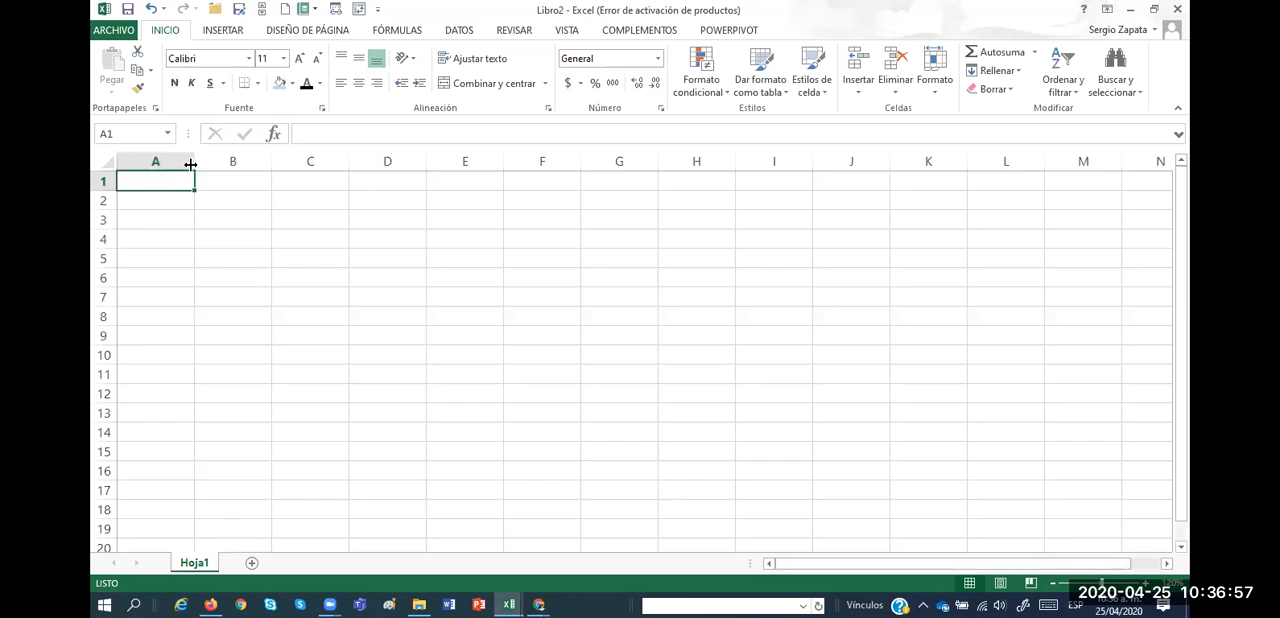 Libro2 - Excel (Error de activación de productos)
ARCHIVO INICIO INSERTAR DISEÑO DE PÁGINA FÓRMULAS DATOS REVISAR VISTA COMPLEMENTOS POWERPIVOT Sergio Zapata
Pegar
Calibri 11
N K S A
Ajustar texto
Combinar y centrar
General
$ % 000
Formato condicional
Dar formato como tabla
Estilos de celda
Insertar Eliminar Formato
Autosuma
Rellenar
Borrar
Ordenar y filtrar
Buscar y seleccionar
Portapapeles Fuente Alineación Número Estilos Celdas Modificar
A1 fx
A B C D E F G H I J K L M N
1
2
3
4
5
6
7
8
9
10
11
12
13
14
15
16
17
18
19
20
Hoja1
LISTO 120%
Vínculos ESP
2020-04-25 10:36:57
25/04/2020